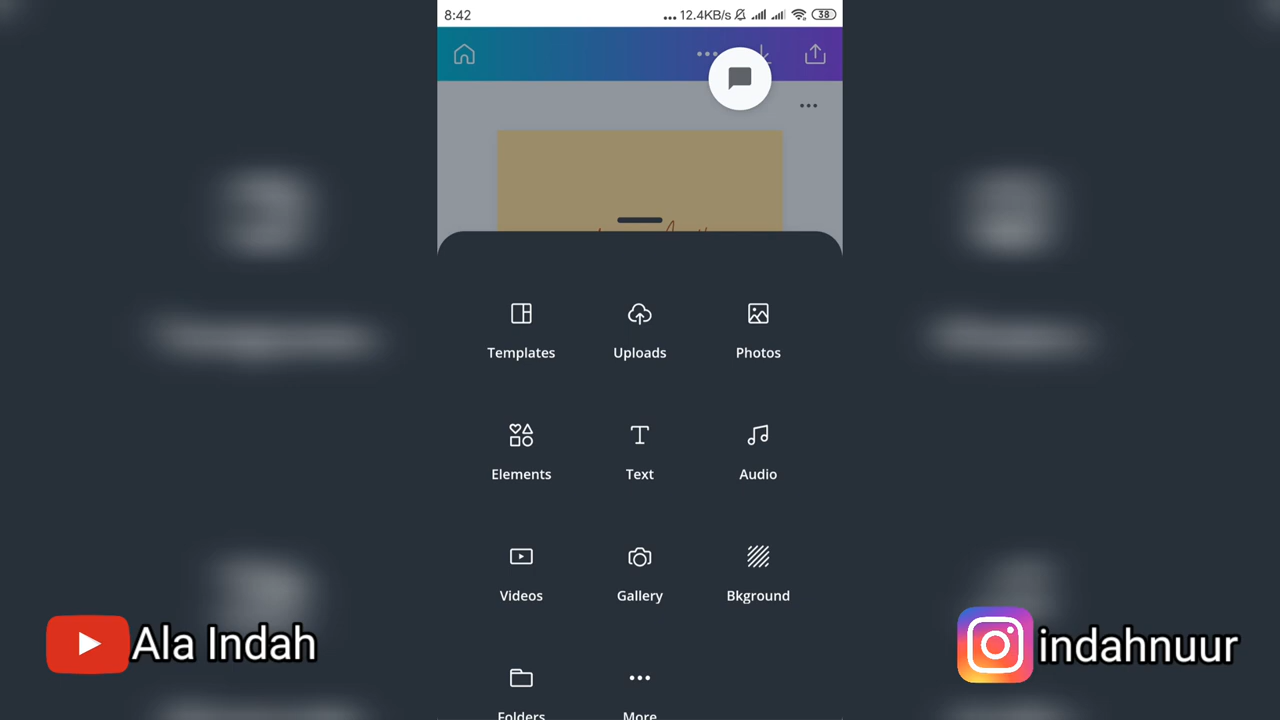 8:42
... 12.4KB/s 38
Templates Uploads Photos
Elements Text Audio
Videos Gallery Bkground
Folders More
Ala Indah
indahnuur